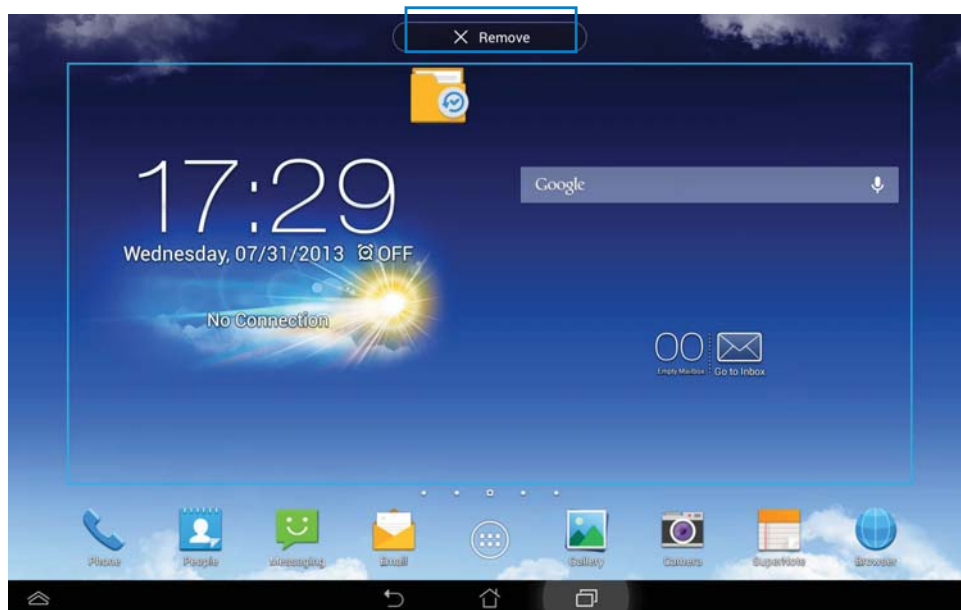 Remove
17:29
Google
Wednesday, 07/31/2013 OFF
No Connection
00
Empty Mailbox Go to Inbox
Phone People Messaging Email Gallery Camera SuperNote Browser